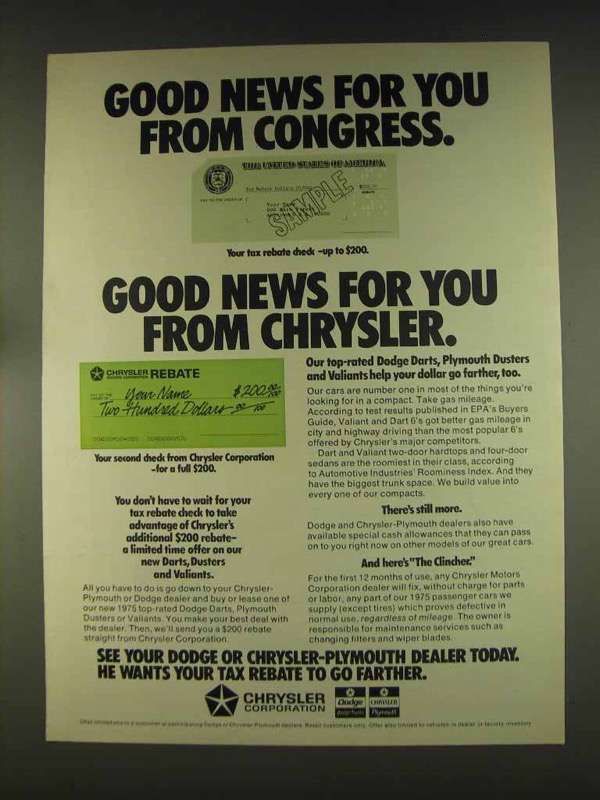 GOOD NEWS FOR YOU
FROM CONGRESS.
THE UNITED STATES OF AMERICA
PAY TO THE ORDER OF
Your Name
SAMPLE
Your tax rebate check –up to $200.
GOOD NEWS FOR YOU
FROM CHRYSLER.
CHRYSLER REBATE
Your Name $200.00/100
Two Hundred Dollars 00/100
Your second check from Chrysler Corporation
–for a full $200.
You don't have to wait for your
tax rebate check to take
advantage of Chrysler's
additional $200 rebate–
a limited time offer on our
new Darts, Dusters
and Valiants.
All you have to do is go down to your Chrysler-
Plymouth or Dodge dealer and buy or lease one of
our new 1975 top-rated Dodge Darts, Plymouth
Dusters or Valiants. You make your best deal with
the dealer. Then, we'll send you a $200 rebate
straight from Chrysler Corporation.
Our top-rated Dodge Darts, Plymouth Dusters
and Valiants help your dollar go farther, too.
Our cars are number one in most of the things you're
looking for in a compact. Take gas mileage.
According to test results published in EPA's Buyers
Guide, Valiant and Dart 6's got better gas mileage in
city and highway driving than the most popular 6's
offered by Chrysler's major competitors.
Dart and Valiant two-door hardtops and four-door
sedans are the roomiest in their class, according
to Automotive Industries' Roominess Index. And they
have the biggest trunk space. We build value into
every one of our compacts.
There's still more.
Dodge and Chrysler-Plymouth dealers also have
available special cash allowances that they can pass
on to you right now on other models of our great cars.
And here's "The Clincher."
For the first 12 months of use, any Chrysler Motors
Corporation dealer will fix, without charge for parts
or labor, any part of our 1975 passenger cars we
supply (except tires) which proves defective in
normal use, regardless of mileage. The owner is
responsible for maintenance services such as
changing filters and wiper blades.
SEE YOUR DODGE OR CHRYSLER-PLYMOUTH DEALER TODAY.
HE WANTS YOUR TAX REBATE TO GO FARTHER.
CHRYSLER
CORPORATION
Dodge
CHRYSLER
Plymouth